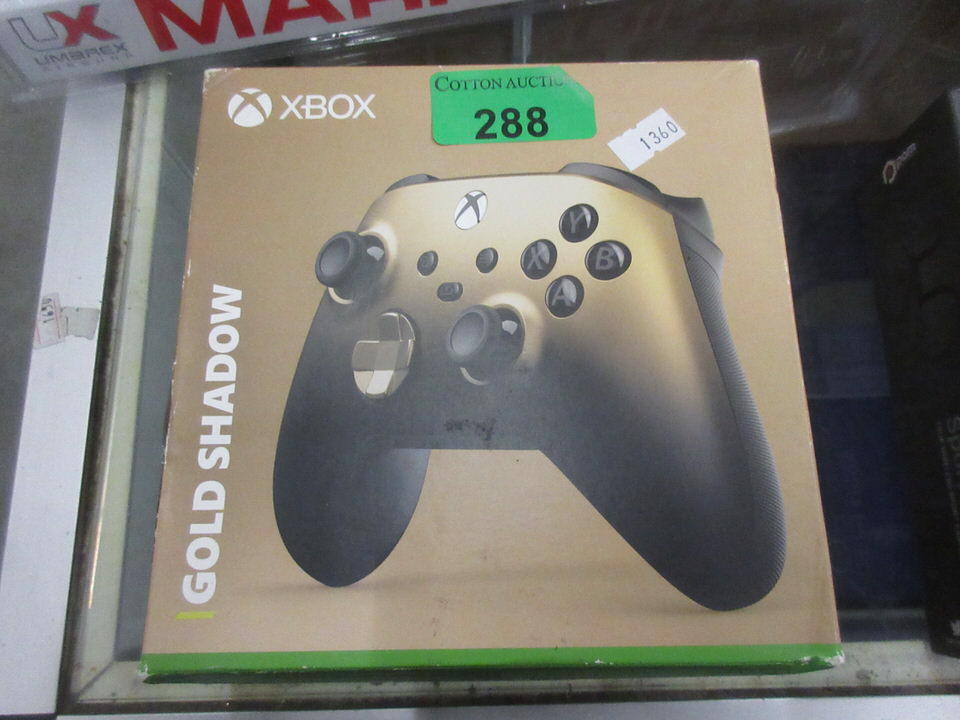 UX
UMAREX
XBOX
COTTON AUCTIO
288
1360
Y
X
B
A
GOLD SHADOW